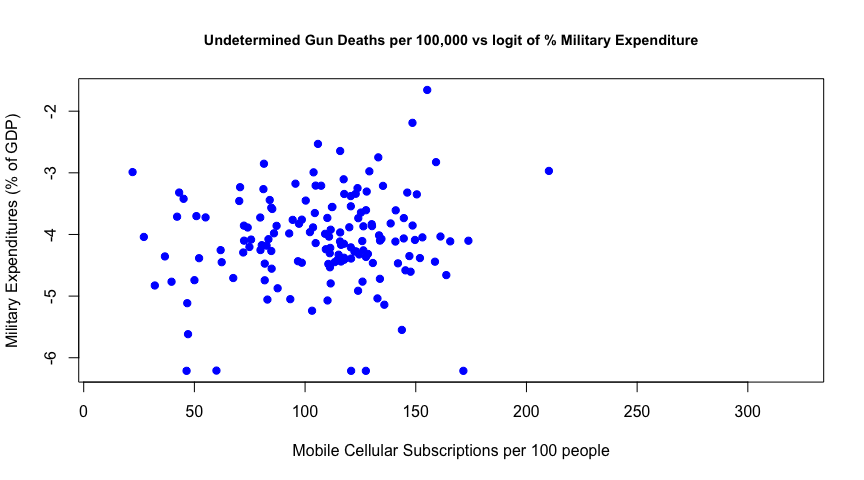 Undetermined Gun Deaths per 100,000 vs logit of % Military Expenditure
Military Expenditures (% of GDP)
-2
-3
-4
-5
-6
0 50 100 150 200 250 300
Mobile Cellular Subscriptions per 100 people